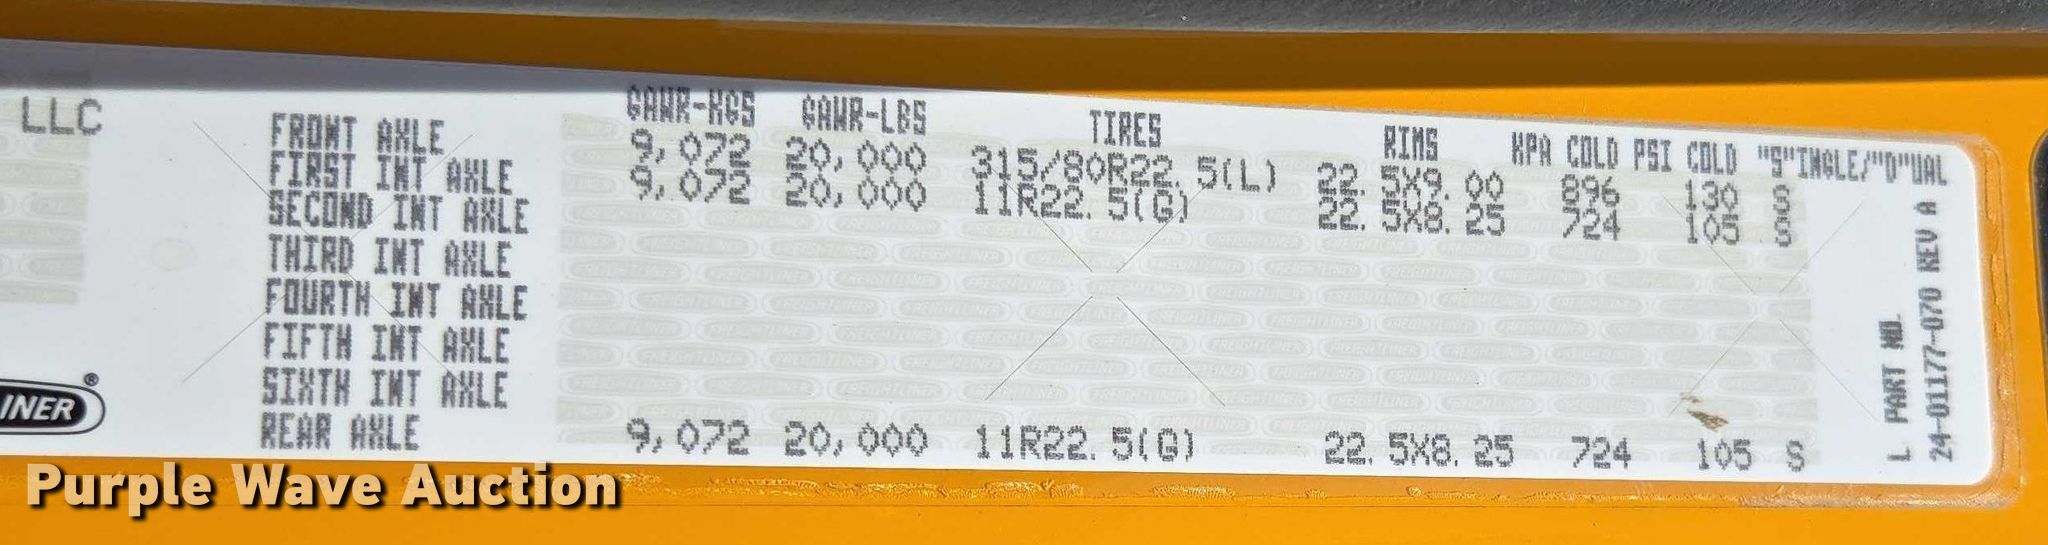 LLC
GAWR-KGS GAWR-LBS TIRES RIMS KPA COLD PSI COLD "S"INGLE/"D"UAL
FRONT AXLE 9,072 20,000 315/80R22.5(L) 22.5X9.00 896 130 S
FIRST INT AXLE 9,072 20,000 11R22.5(G) 22.5X8.25 724 105 S
SECOND INT AXLE
THIRD INT AXLE
FOURTH INT AXLE
FIFTH INT AXLE
SIXTH INT AXLE
REAR AXLE 9,072 20,000 11R22.5(G) 22.5X8.25 724 105 S
L PART NO.
24-01177-070 REV A
INER®
Purple Wave Auction